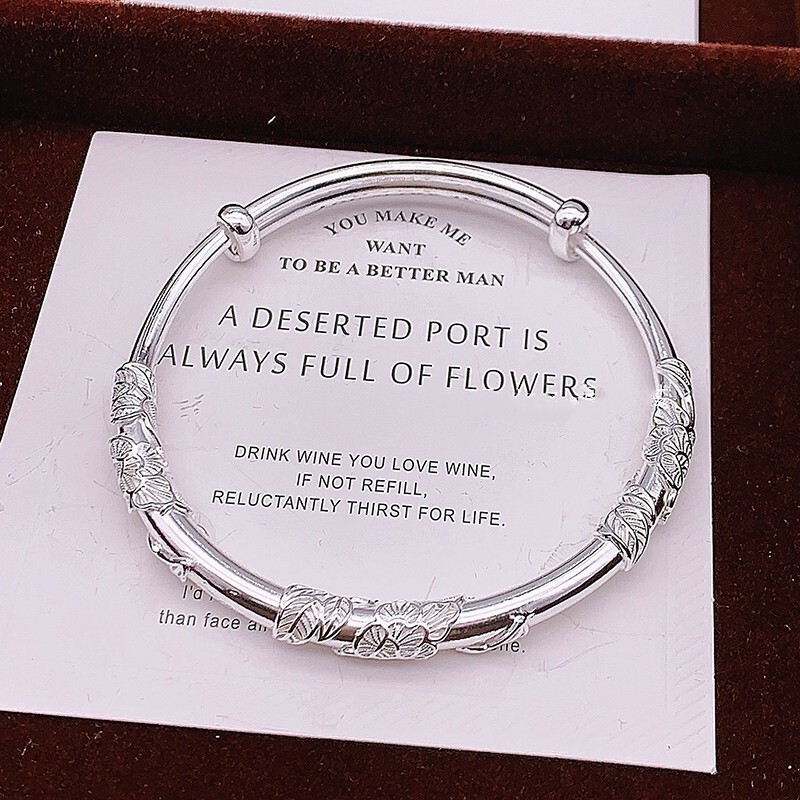 YOU MAKE ME
WANT
TO BE A BETTER MAN
A DESERTED PORT IS
ALWAYS FULL OF FLOWERS
DRINK WINE YOU LOVE WINE,
IF NOT REFILL,
RELUCTANTLY THIRST FOR LIFE.
I'd
than face